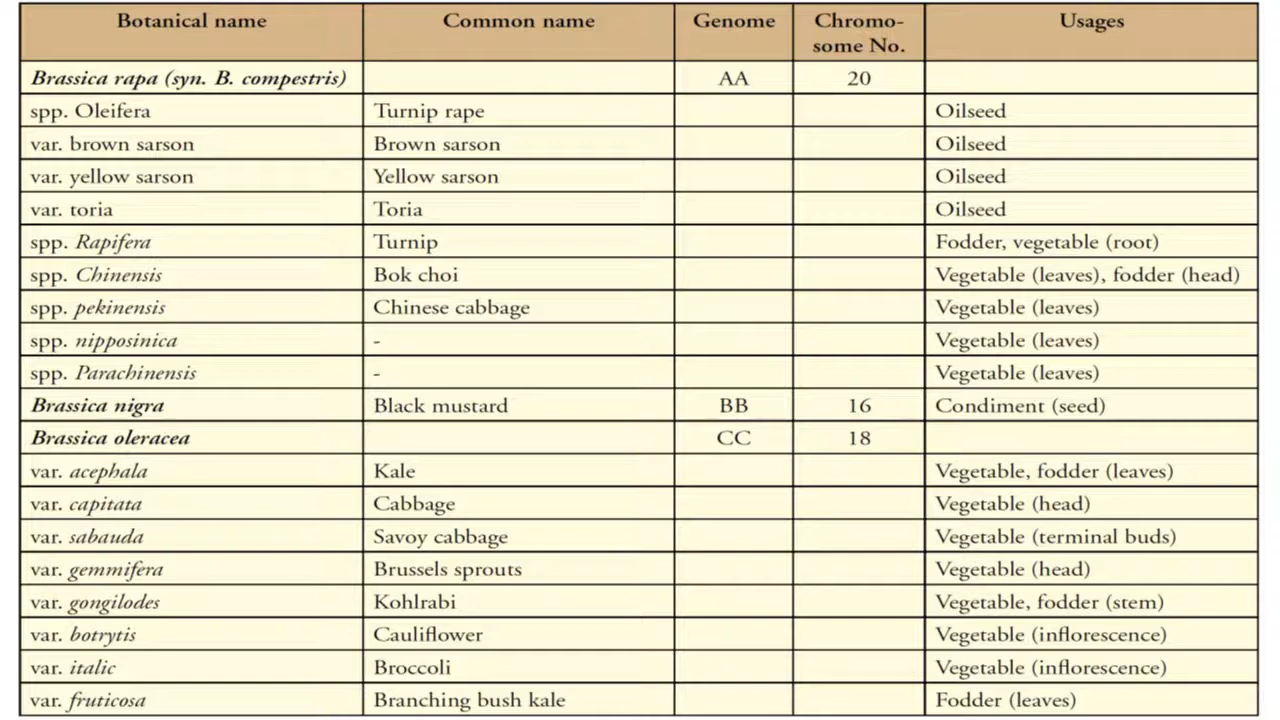 Botanical name Common name Genome Chromo-
some No. Usages
Brassica rapa (syn. B. compestris) AA 20
spp. Oleifera Turnip rape Oilseed
var. brown sarson Brown sarson Oilseed
var. yellow sarson Yellow sarson Oilseed
var. toria Toria Oilseed
spp. Rapifera Turnip Fodder, vegetable (root)
spp. Chinensis Bok choi Vegetable (leaves), fodder (head)
spp. pekinensis Chinese cabbage Vegetable (leaves)
spp. nipposinica - Vegetable (leaves)
spp. Parachinensis - Vegetable (leaves)
Brassica nigra Black mustard BB 16 Condiment (seed)
Brassica oleracea CC 18
var. acephala Kale Vegetable, fodder (leaves)
var. capitata Cabbage Vegetable (head)
var. sabauda Savoy cabbage Vegetable (terminal buds)
var. gemmifera Brussels sprouts Vegetable (head)
var. gongilodes Kohlrabi Vegetable, fodder (stem)
var. botrytis Cauliflower Vegetable (inflorescence)
var. italic Broccoli Vegetable (inflorescence)
var. fruticosa Branching bush kale Fodder (leaves)